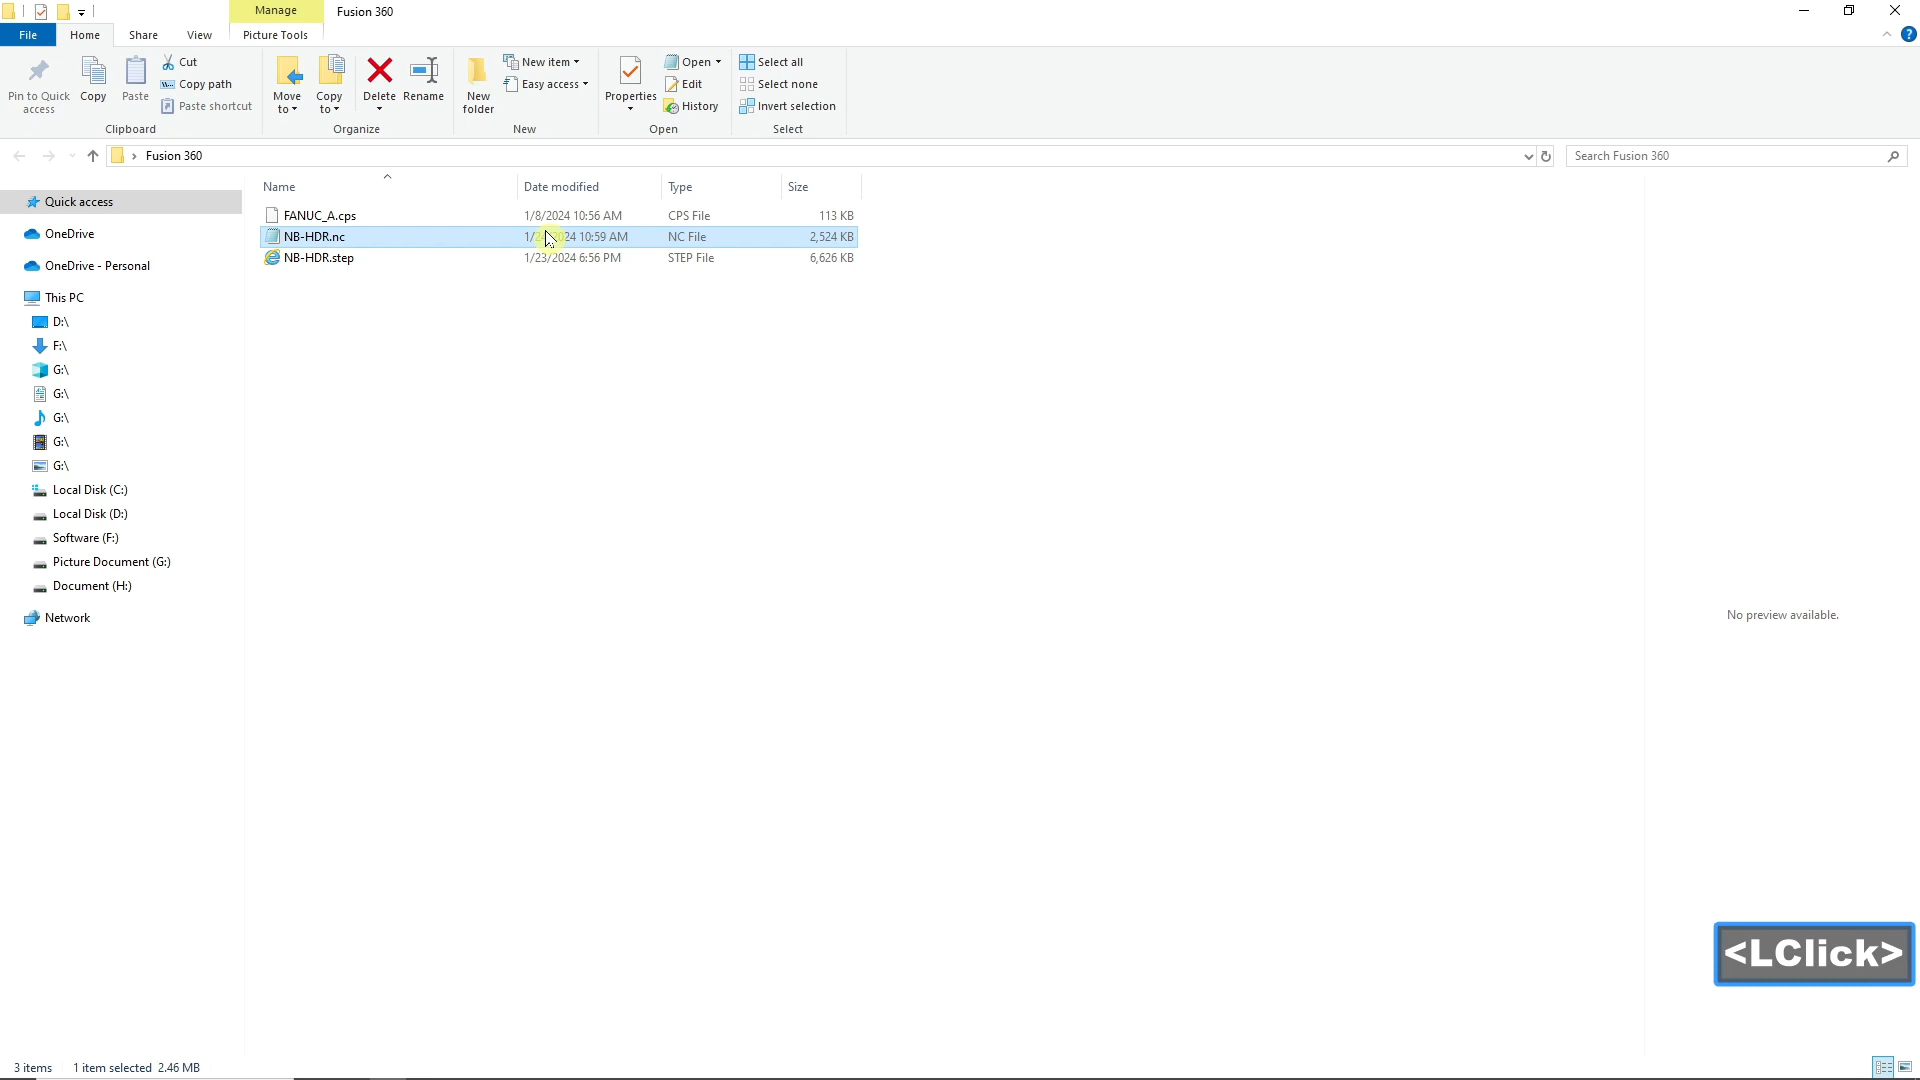 Manage
Fusion 360
File
Home
Share
View
Picture Tools
Pin to Quick access
Copy
Paste
Cut
Copy path
Paste shortcut
Clipboard
Move to
Copy to
Delete
Rename
Organize
New folder
New item
Easy access
New
Properties
Open
Edit
History
Open
Select all
Select none
Invert selection
Select
Fusion 360
Search Fusion 360
Name
Date modified
Type
Size
FANUC_A.cps 1/8/2024 10:56 AM CPS File 113 KB
NB-HDR.nc 1/24/2024 10:59 AM NC File 2,524 KB
NB-HDR.step 1/23/2024 6:56 PM STEP File 6,626 KB
Quick access
OneDrive
OneDrive - Personal
This PC
D:\
F:\
G:\
G:\
G:\
G:\
G:\
Local Disk (C:)
Local Disk (D:)
Software (F:)
Picture Document (G:)
Document (H:)
Network
No preview available.
<LClick>
3 items
1 item selected 2.46 MB